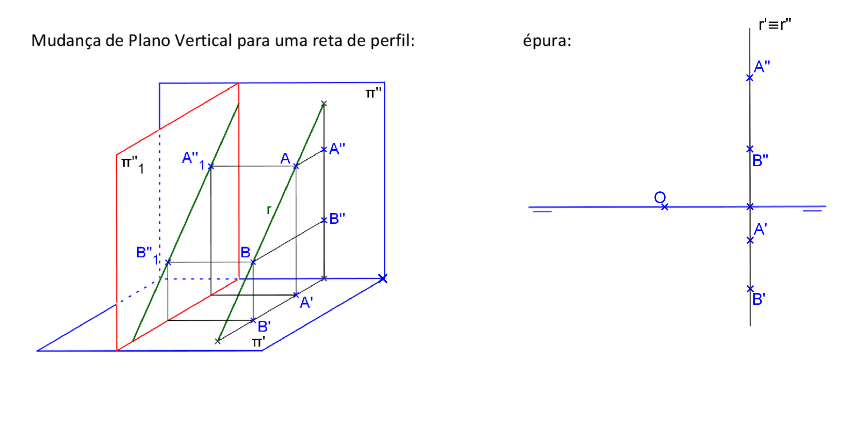 Mudança de Plano Vertical para uma reta de perfil:
épura:
r'≡r"
A"
B"
O
A'
B'
π"
π"₁
A"₁
A
A"
r
B"
B"₁
B
A'
B'
π'